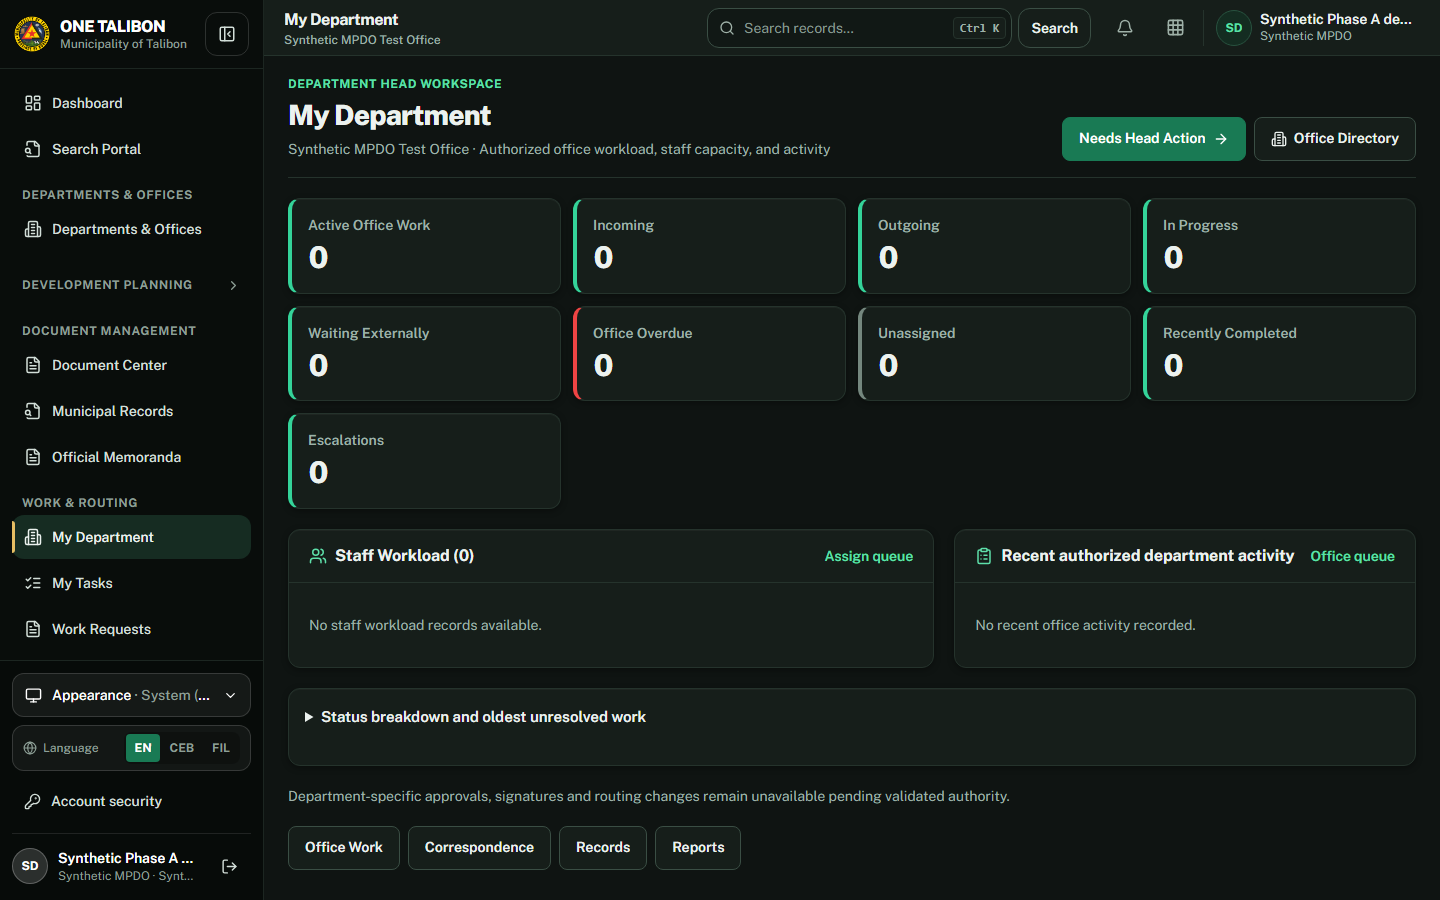 ONE TALIBON
Municipality of Talibon
Dashboard
Search Portal
DEPARTMENTS & OFFICES
Departments & Offices
DEVELOPMENT PLANNING
DOCUMENT MANAGEMENT
Document Center
Municipal Records
Official Memoranda
WORK & ROUTING
My Department
My Tasks
Work Requests
Appearance · System (...
Language EN CEB FIL
Account security
SD Synthetic Phase A ...
Synthetic MPDO · Synt...
My Department
Synthetic MPDO Test Office
Search records... Ctrl K
Search
SD Synthetic Phase A de...
Synthetic MPDO
DEPARTMENT HEAD WORKSPACE
My Department
Synthetic MPDO Test Office · Authorized office workload, staff capacity, and activity
Needs Head Action →
Office Directory
Active Office Work
0
Incoming
0
Outgoing
0
In Progress
0
Waiting Externally
0
Office Overdue
0
Unassigned
0
Recently Completed
0
Escalations
0
Staff Workload (0) Assign queue
No staff workload records available.
Recent authorized department activity Office queue
No recent office activity recorded.
Status breakdown and oldest unresolved work
Department-specific approvals, signatures and routing changes remain unavailable pending validated authority.
Office Work
Correspondence
Records
Reports